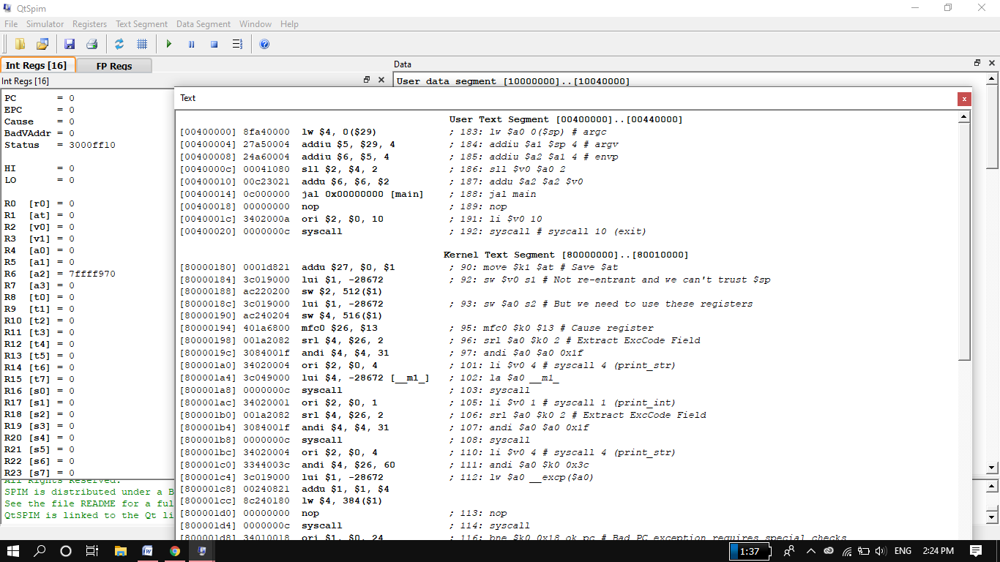 QtSpim
File Simulator Registers Text Segment Data Segment Window Help
Int Regs [16] FP Regs
Int Regs [16]
PC = 0
EPC = 0
Cause = 0
BadVAddr = 0
Status = 3000ff10
HI = 0
LO = 0
R0 [r0] = 0
R1 [at] = 0
R2 [v0] = 0
R3 [v1] = 0
R4 [a0] = 0
R5 [a1] = 0
R6 [a2] = 7ffff970
R7 [a3] = 0
R8 [t0] = 0
R9 [t1] = 0
R10 [t2] = 0
R11 [t3] = 0
R12 [t4] = 0
R13 [t5] = 0
R14 [t6] = 0
R15 [t7] = 0
R16 [s0] = 0
R17 [s1] = 0
R18 [s2] = 0
R19 [s3] = 0
R20 [s4] = 0
R21 [s5] = 0
R22 [s6] = 0
R23 [s7] = 0
Data
User data segment [10000000]..[10040000]
Text
User Text Segment [00400000]..[00440000]
[00400000] 8fa40000 lw $4, 0($29) ; 183: lw $a0 0($sp) # argc
[00400004] 27a50004 addiu $5, $29, 4 ; 184: addiu $a1 $sp 4 # argv
[00400008] 24a60004 addiu $6, $5, 4 ; 185: addiu $a2 $a1 4 # envp
[0040000c] 00041080 sll $2, $4, 2 ; 186: sll $v0 $a0 2
[00400010] 00c23021 addu $6, $6, $2 ; 187: addu $a2 $a2 $v0
[00400014] 0c000000 jal 0x00000000 [main] ; 188: jal main
[00400018] 00000000 nop ; 189: nop
[0040001c] 3402000a ori $2, $0, 10 ; 191: li $v0 10
[00400020] 0000000c syscall ; 192: syscall # syscall 10 (exit)
Kernel Text Segment [80000000]..[80010000]
[80000180] 0001d821 addu $27, $0, $1 ; 90: move $k1 $at # Save $at
[80000184] 3c019000 lui $1, -28672 ; 92: sw $v0 s1 # Not re-entrant and we can't trust $sp
[80000188] ac220200 sw $2, 512($1)
[8000018c] 3c019000 lui $1, -28672 ; 93: sw $a0 s2 # But we need to use these registers
[80000190] ac240204 sw $4, 516($1)
[80000194] 401a6800 mfc0 $26, $13 ; 95: mfc0 $k0 $13 # Cause register
[80000198] 001a2082 srl $4, $26, 2 ; 96: srl $a0 $k0 2 # Extract ExcCode Field
[8000019c] 3084001f andi $4, $4, 31 ; 97: andi $a0 $a0 0x1f
[800001a0] 34020004 ori $2, $0, 4 ; 101: li $v0 4 # syscall 4 (print_str)
[800001a4] 3c049000 lui $4, -28672 [__m1_] ; 102: la $a0 __m1_
[800001a8] 0000000c syscall ; 103: syscall
[800001ac] 34020001 ori $2, $0, 1 ; 105: li $v0 1 # syscall 1 (print_int)
[800001b0] 001a2082 srl $4, $26, 2 ; 106: srl $a0 $k0 2 # Extract ExcCode Field
[800001b4] 3084001f andi $4, $4, 31 ; 107: andi $a0 $a0 0x1f
[800001b8] 0000000c syscall ; 108: syscall
[800001bc] 34020004 ori $2, $0, 4 ; 110: li $v0 4 # syscall 4 (print_str)
[800001c0] 3344003c andi $4, $26, 60 ; 111: andi $a0 $k0 0x3c
[800001c4] 3c019000 lui $1, -28672 ; 112: lw $a0 __excp($a0)
[800001c8] 00240821 addu $1, $1, $4
[800001cc] 8c240180 lw $4, 384($1)
[800001d0] 00000000 nop ; 113: nop
[800001d4] 0000000c syscall ; 114: syscall
[800001d8] 34010018 ori $1, $0, 24 ; 116: bne $k0 0x18 ok_pc # Bad PC exception requires special checks
All Rights Reserved.
SPIM is distributed under a B
See the file README for a ful
QtSPIM is linked to the Qt li
1:37 ENG 2:24 PM